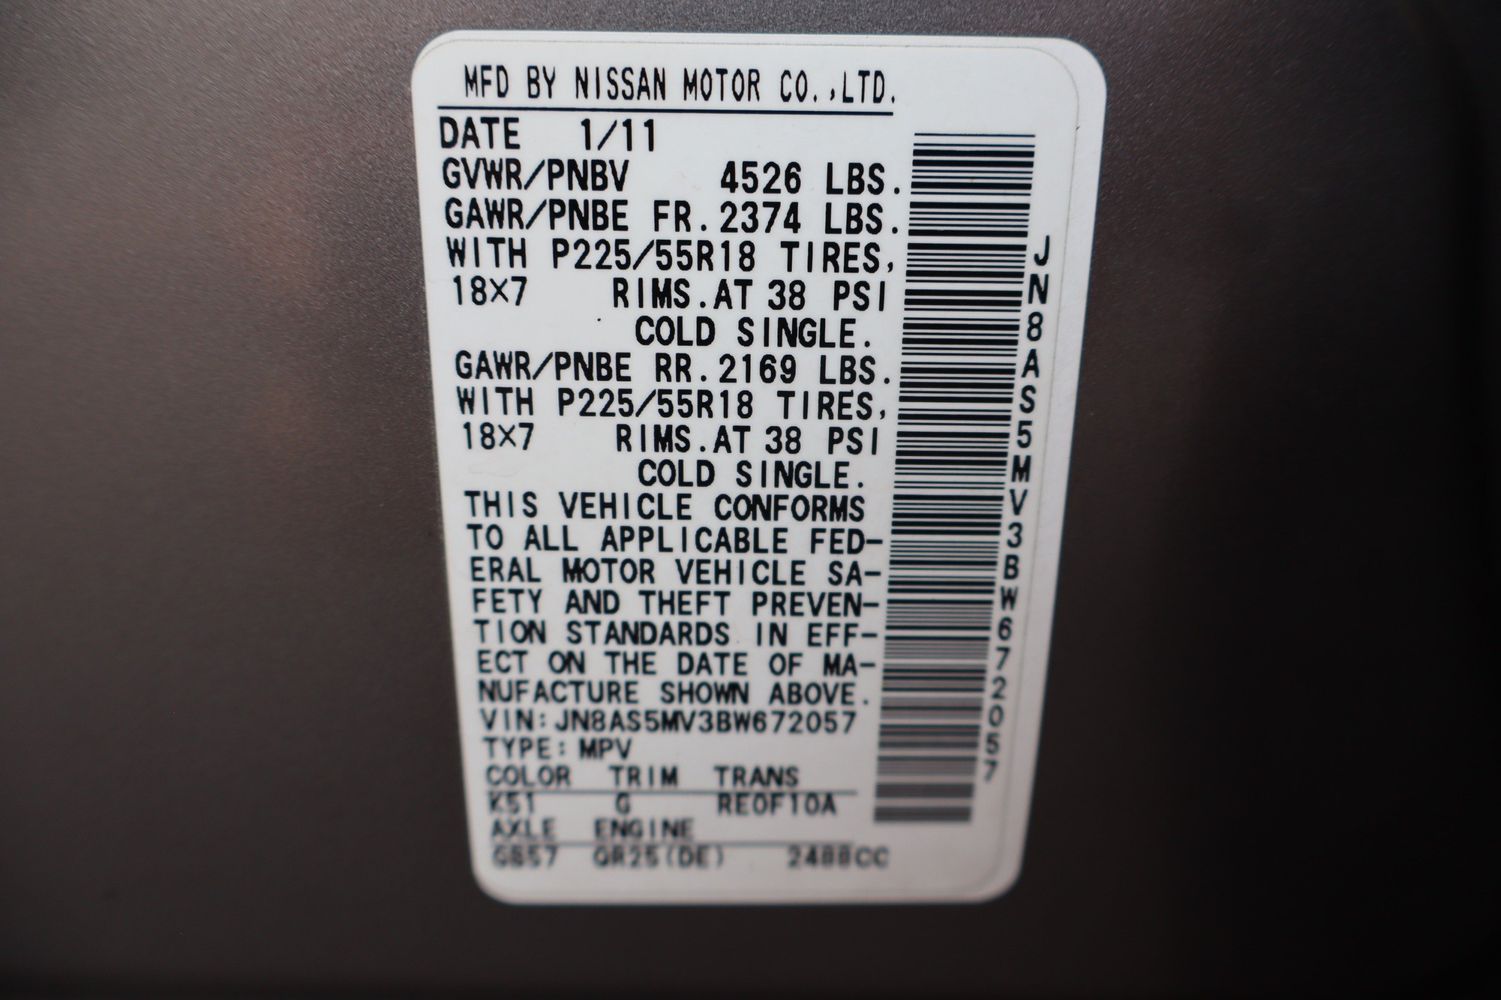 MFD BY NISSAN MOTOR CO.,LTD.
DATE 1/11
GVWR/PNBV 4526 LBS.
GAWR/PNBE FR.2374 LBS.
WITH P225/55R18 TIRES,
18×7 RIMS.AT 38 PSI
COLD SINGLE.
GAWR/PNBE RR.2169 LBS.
WITH P225/55R18 TIRES,
18×7 RIMS.AT 38 PSI
COLD SINGLE.
THIS VEHICLE CONFORMS
TO ALL APPLICABLE FED-
ERAL MOTOR VEHICLE SA-
FETY AND THEFT PREVEN-
TION STANDARDS IN EFF-
ECT ON THE DATE OF MA-
NUFACTURE SHOWN ABOVE.
VIN:JN8AS5MV3BW672057
TYPE:MPV
COLOR TRIM TRANS
K51 G RE0F10A
AXLE ENGINE
GB57 QR25(DE) 2488CC
JN8AS5MV3BW672057